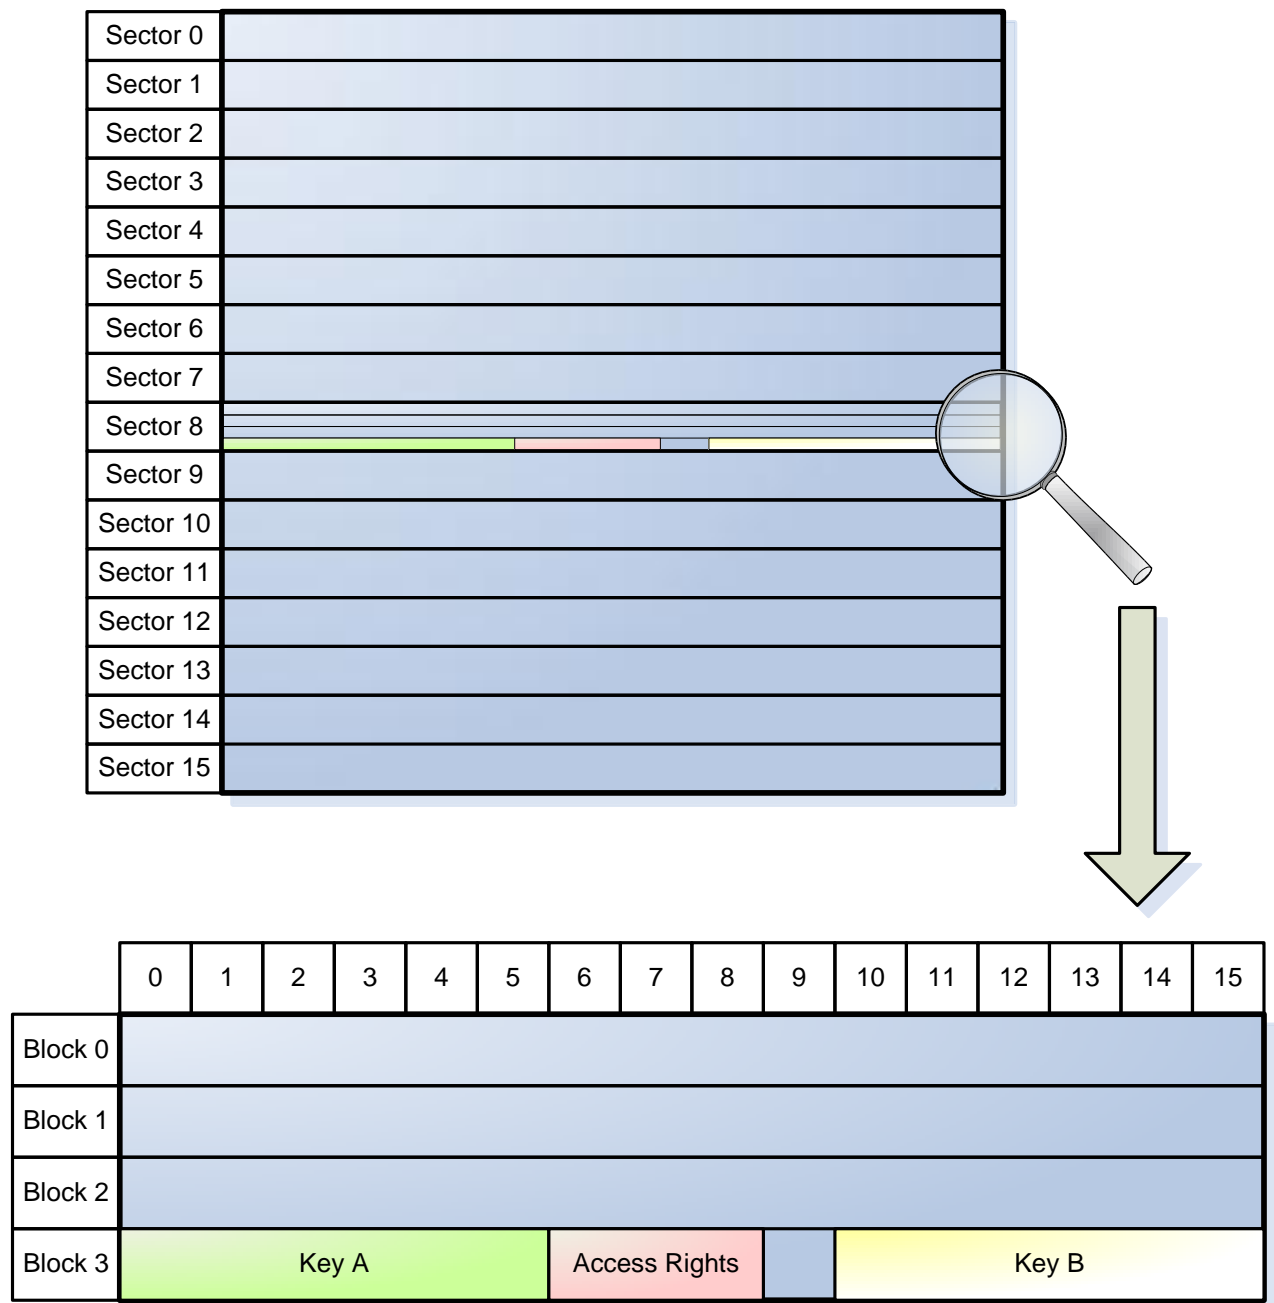 Sector 0
Sector 1
Sector 2
Sector 3
Sector 4
Sector 5
Sector 6
Sector 7
Sector 8
Sector 9
Sector 10
Sector 11
Sector 12
Sector 13
Sector 14
Sector 15
0 1 2 3 4 5 6 7 8 9 10 11 12 13 14 15
Block 0
Block 1
Block 2
Block 3 Key A Access Rights Key B